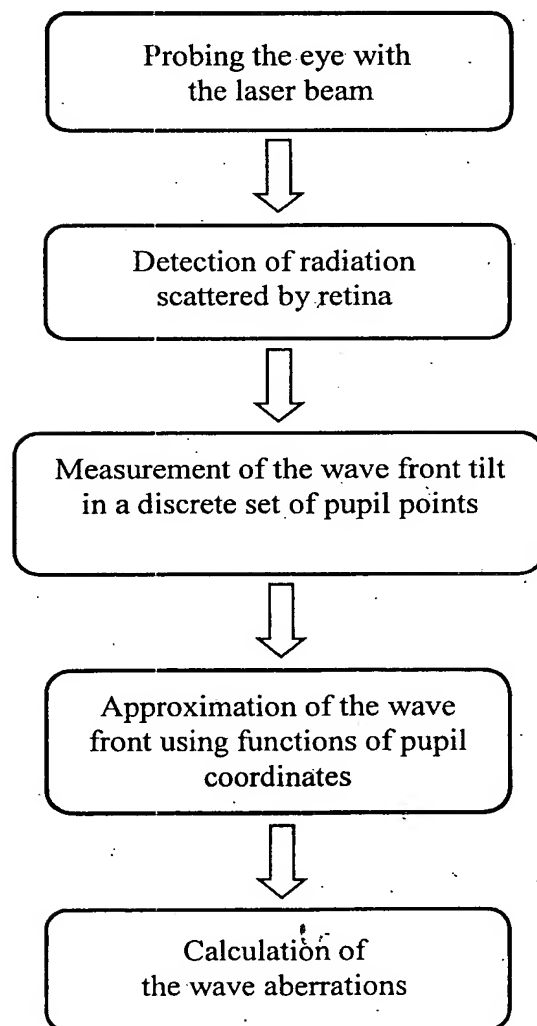 Probing the eye with
the laser beam
Detection of radiation
scattered by retina
Measurement of the wave front tilt
in a discrete set of pupil points
Approximation of the wave
front using functions of pupil
coordinates
Calculation of
the wave aberrations